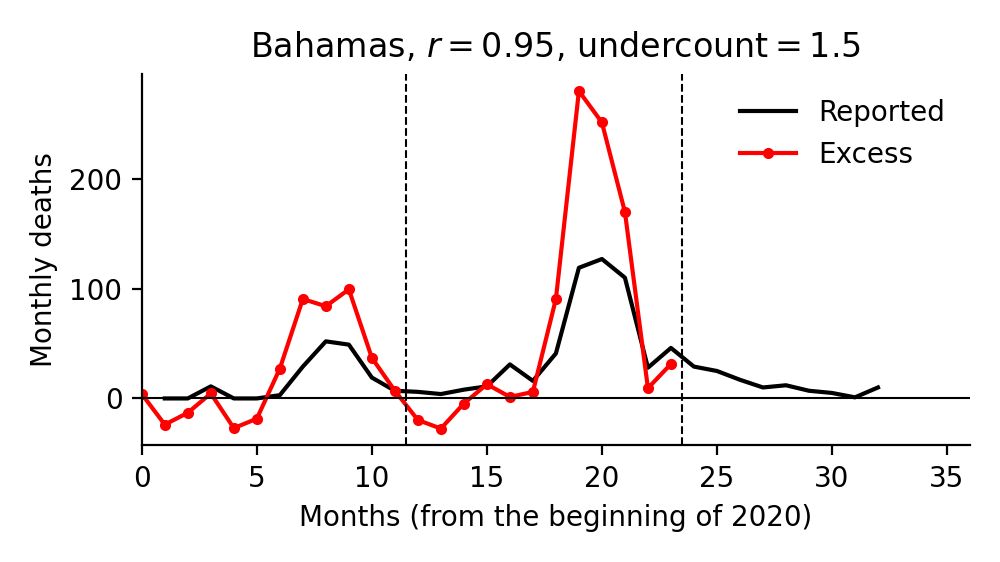 Bahamas, r = 0.95, undercount = 1.5
Reported
Excess
Monthly deaths
200
100
0
0 5 10 15 20 25 30 35
Months (from the beginning of 2020)